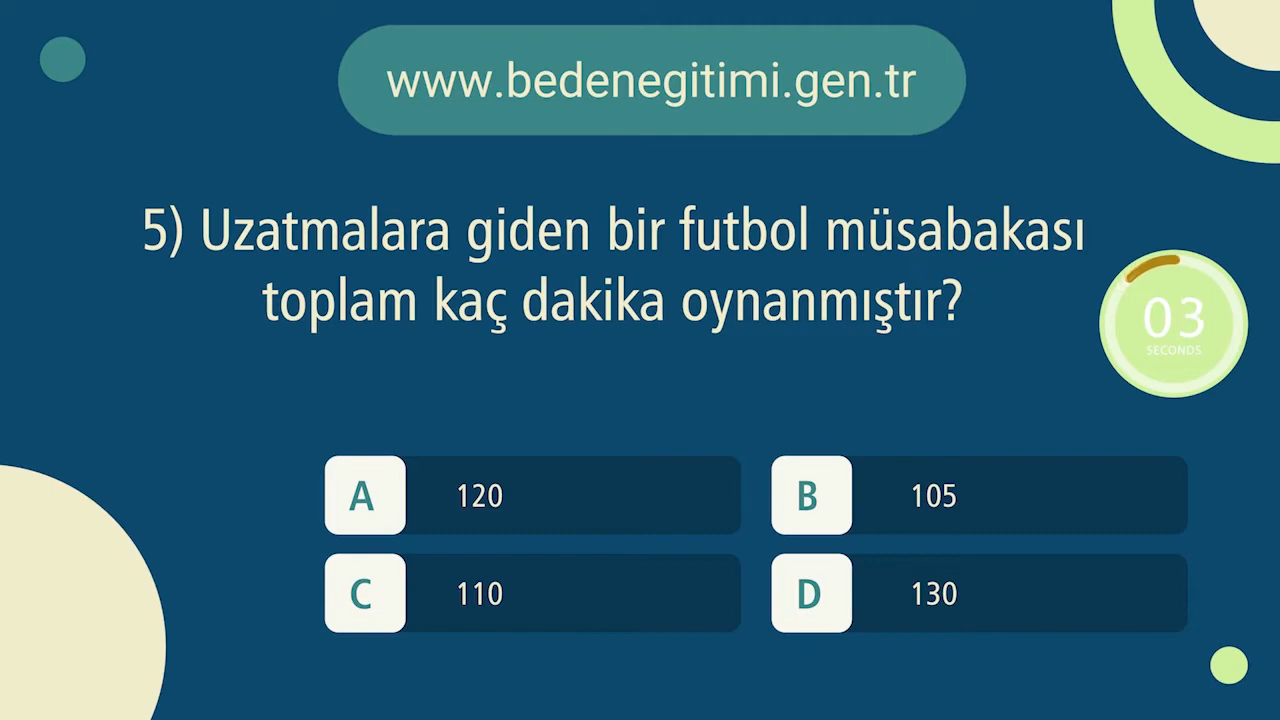 www.bedenegitimi.gen.tr
5) Uzatmalara giden bir futbol müsabakası
toplam kaç dakika oynanmıştır?
03
SECONDS
A 120
B 105
C 110
D 130